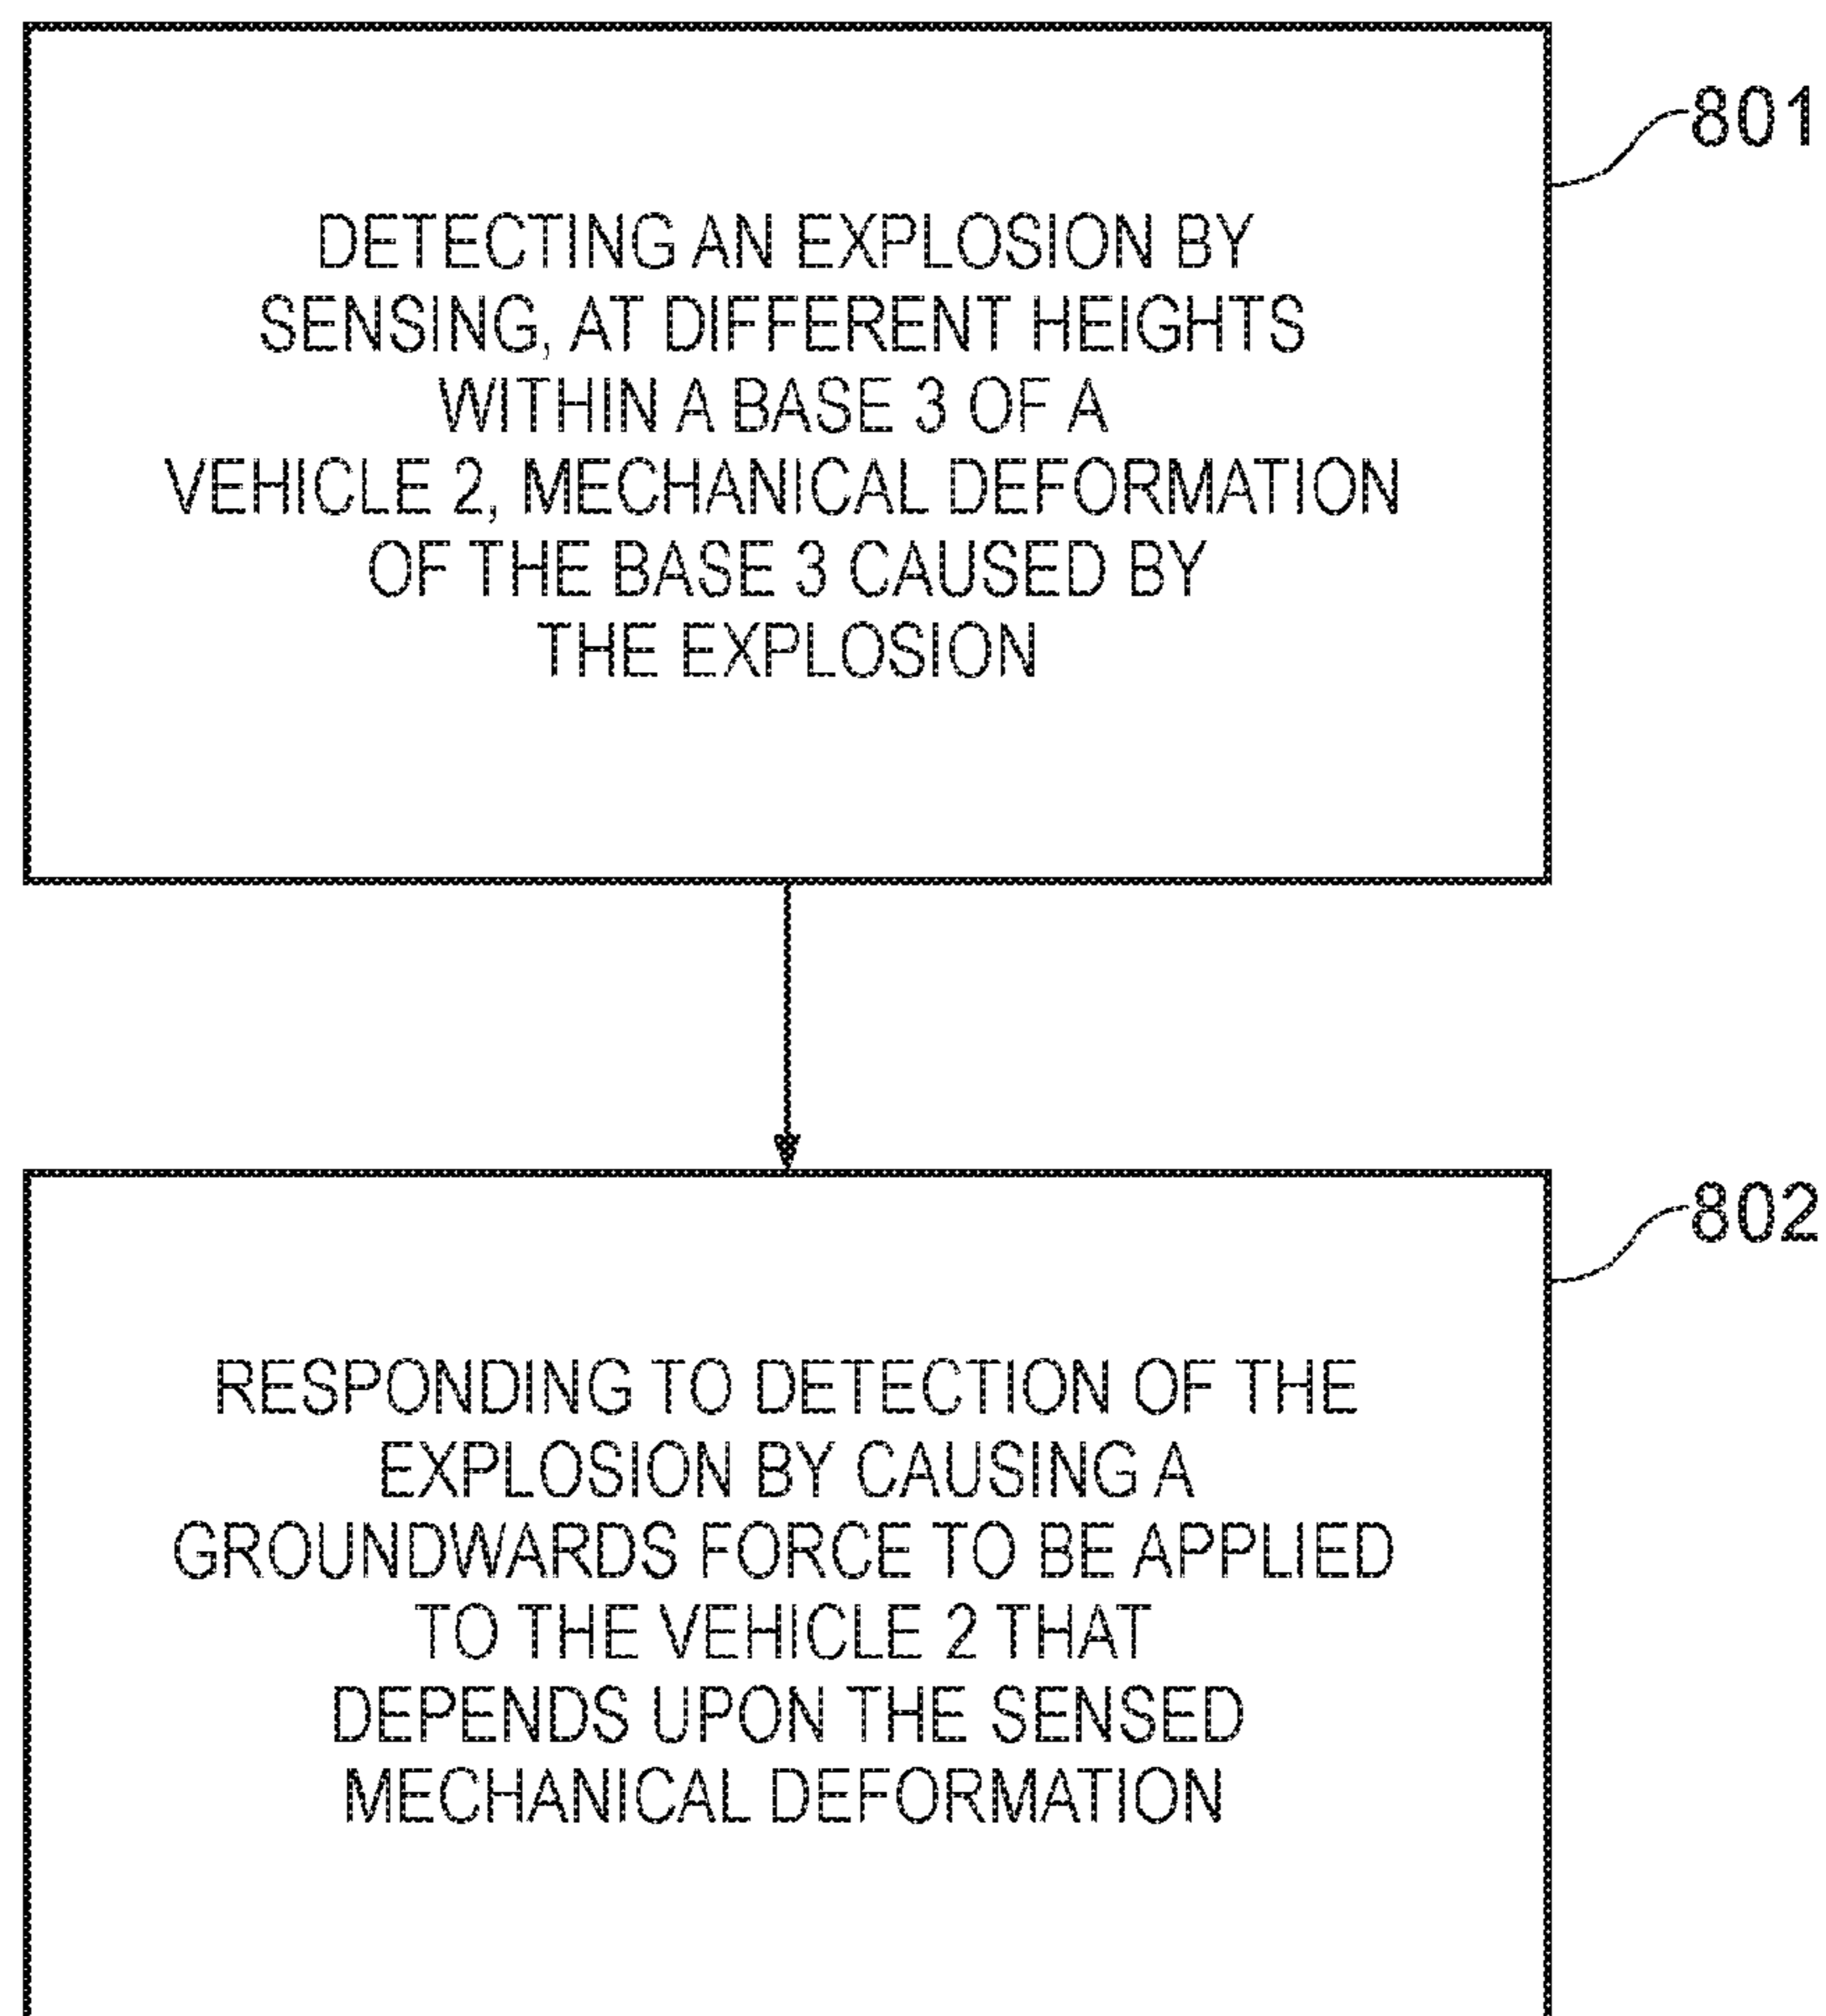 801
DETECTING AN EXPLOSION BY
SENSING, AT DIFFERENT HEIGHTS
WITHIN A BASE 3 OF A
VEHICLE 2, MECHANICAL DEFORMATION
OF THE BASE 3 CAUSED BY
THE EXPLOSION
802
RESPONDING TO DETECTION OF THE
EXPLOSION BY CAUSING A
GROUNDWARDS FORCE TO BE APPLIED
TO THE VEHICLE 2 THAT
DEPENDS UPON THE SENSED
MECHANICAL DEFORMATION